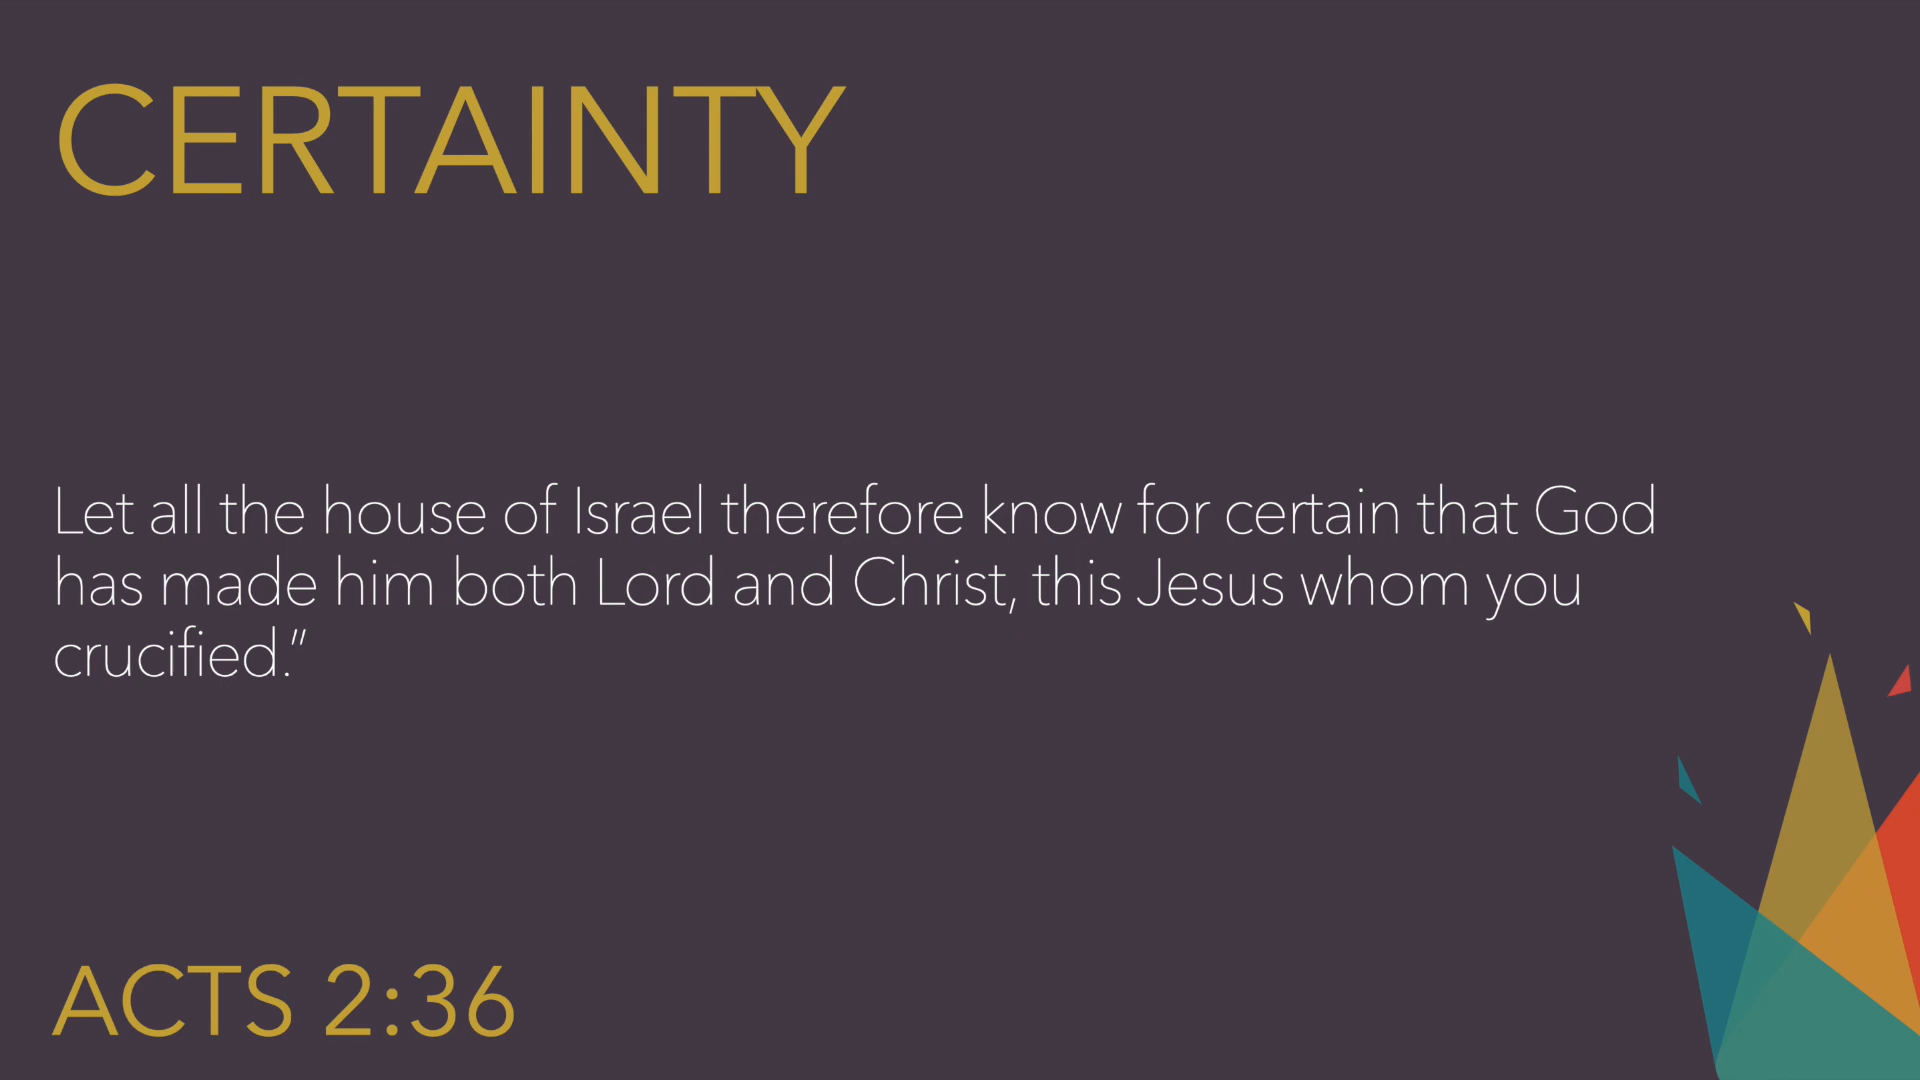 CERTAINTY
Let all the house of Israel therefore know for certain that God
has made him both Lord and Christ, this Jesus whom you
crucified.”
ACTS 2:36